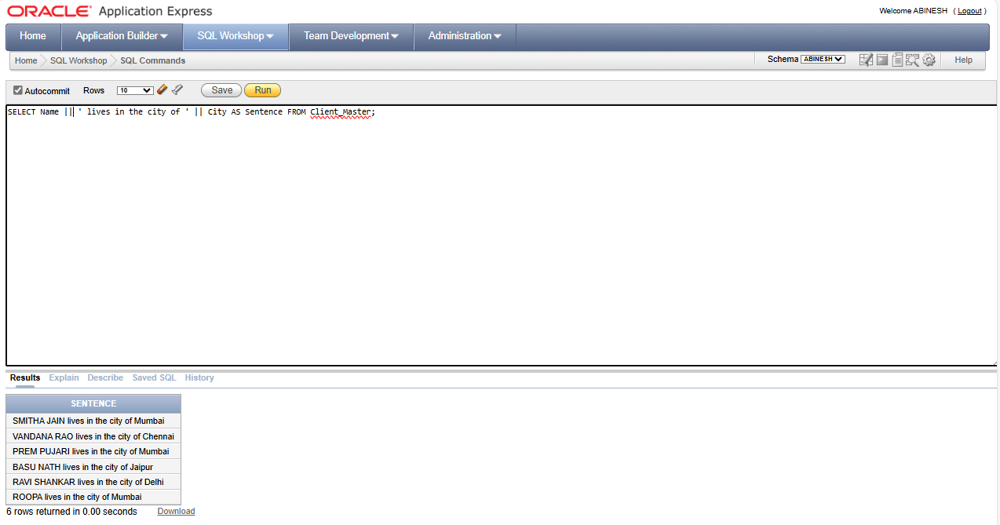 ORACLE Application Express
Welcome ABINESH ( Logout )
Home Application Builder SQL Workshop Team Development Administration
Home SQL Workshop SQL Commands Schema ABINESH Help
Autocommit Rows 10 Save Run
SELECT Name || ' lives in the city of ' || City AS Sentence FROM Client_Master;
Results Explain Describe Saved SQL History
SENTENCE
SMITHA JAIN lives in the city of Mumbai
VANDANA RAO lives in the city of Chennai
PREM PUJARI lives in the city of Mumbai
BASU NATH lives in the city of Jaipur
RAVI SHANKAR lives in the city of Delhi
ROOPA lives in the city of Mumbai
6 rows returned in 0.00 seconds Download